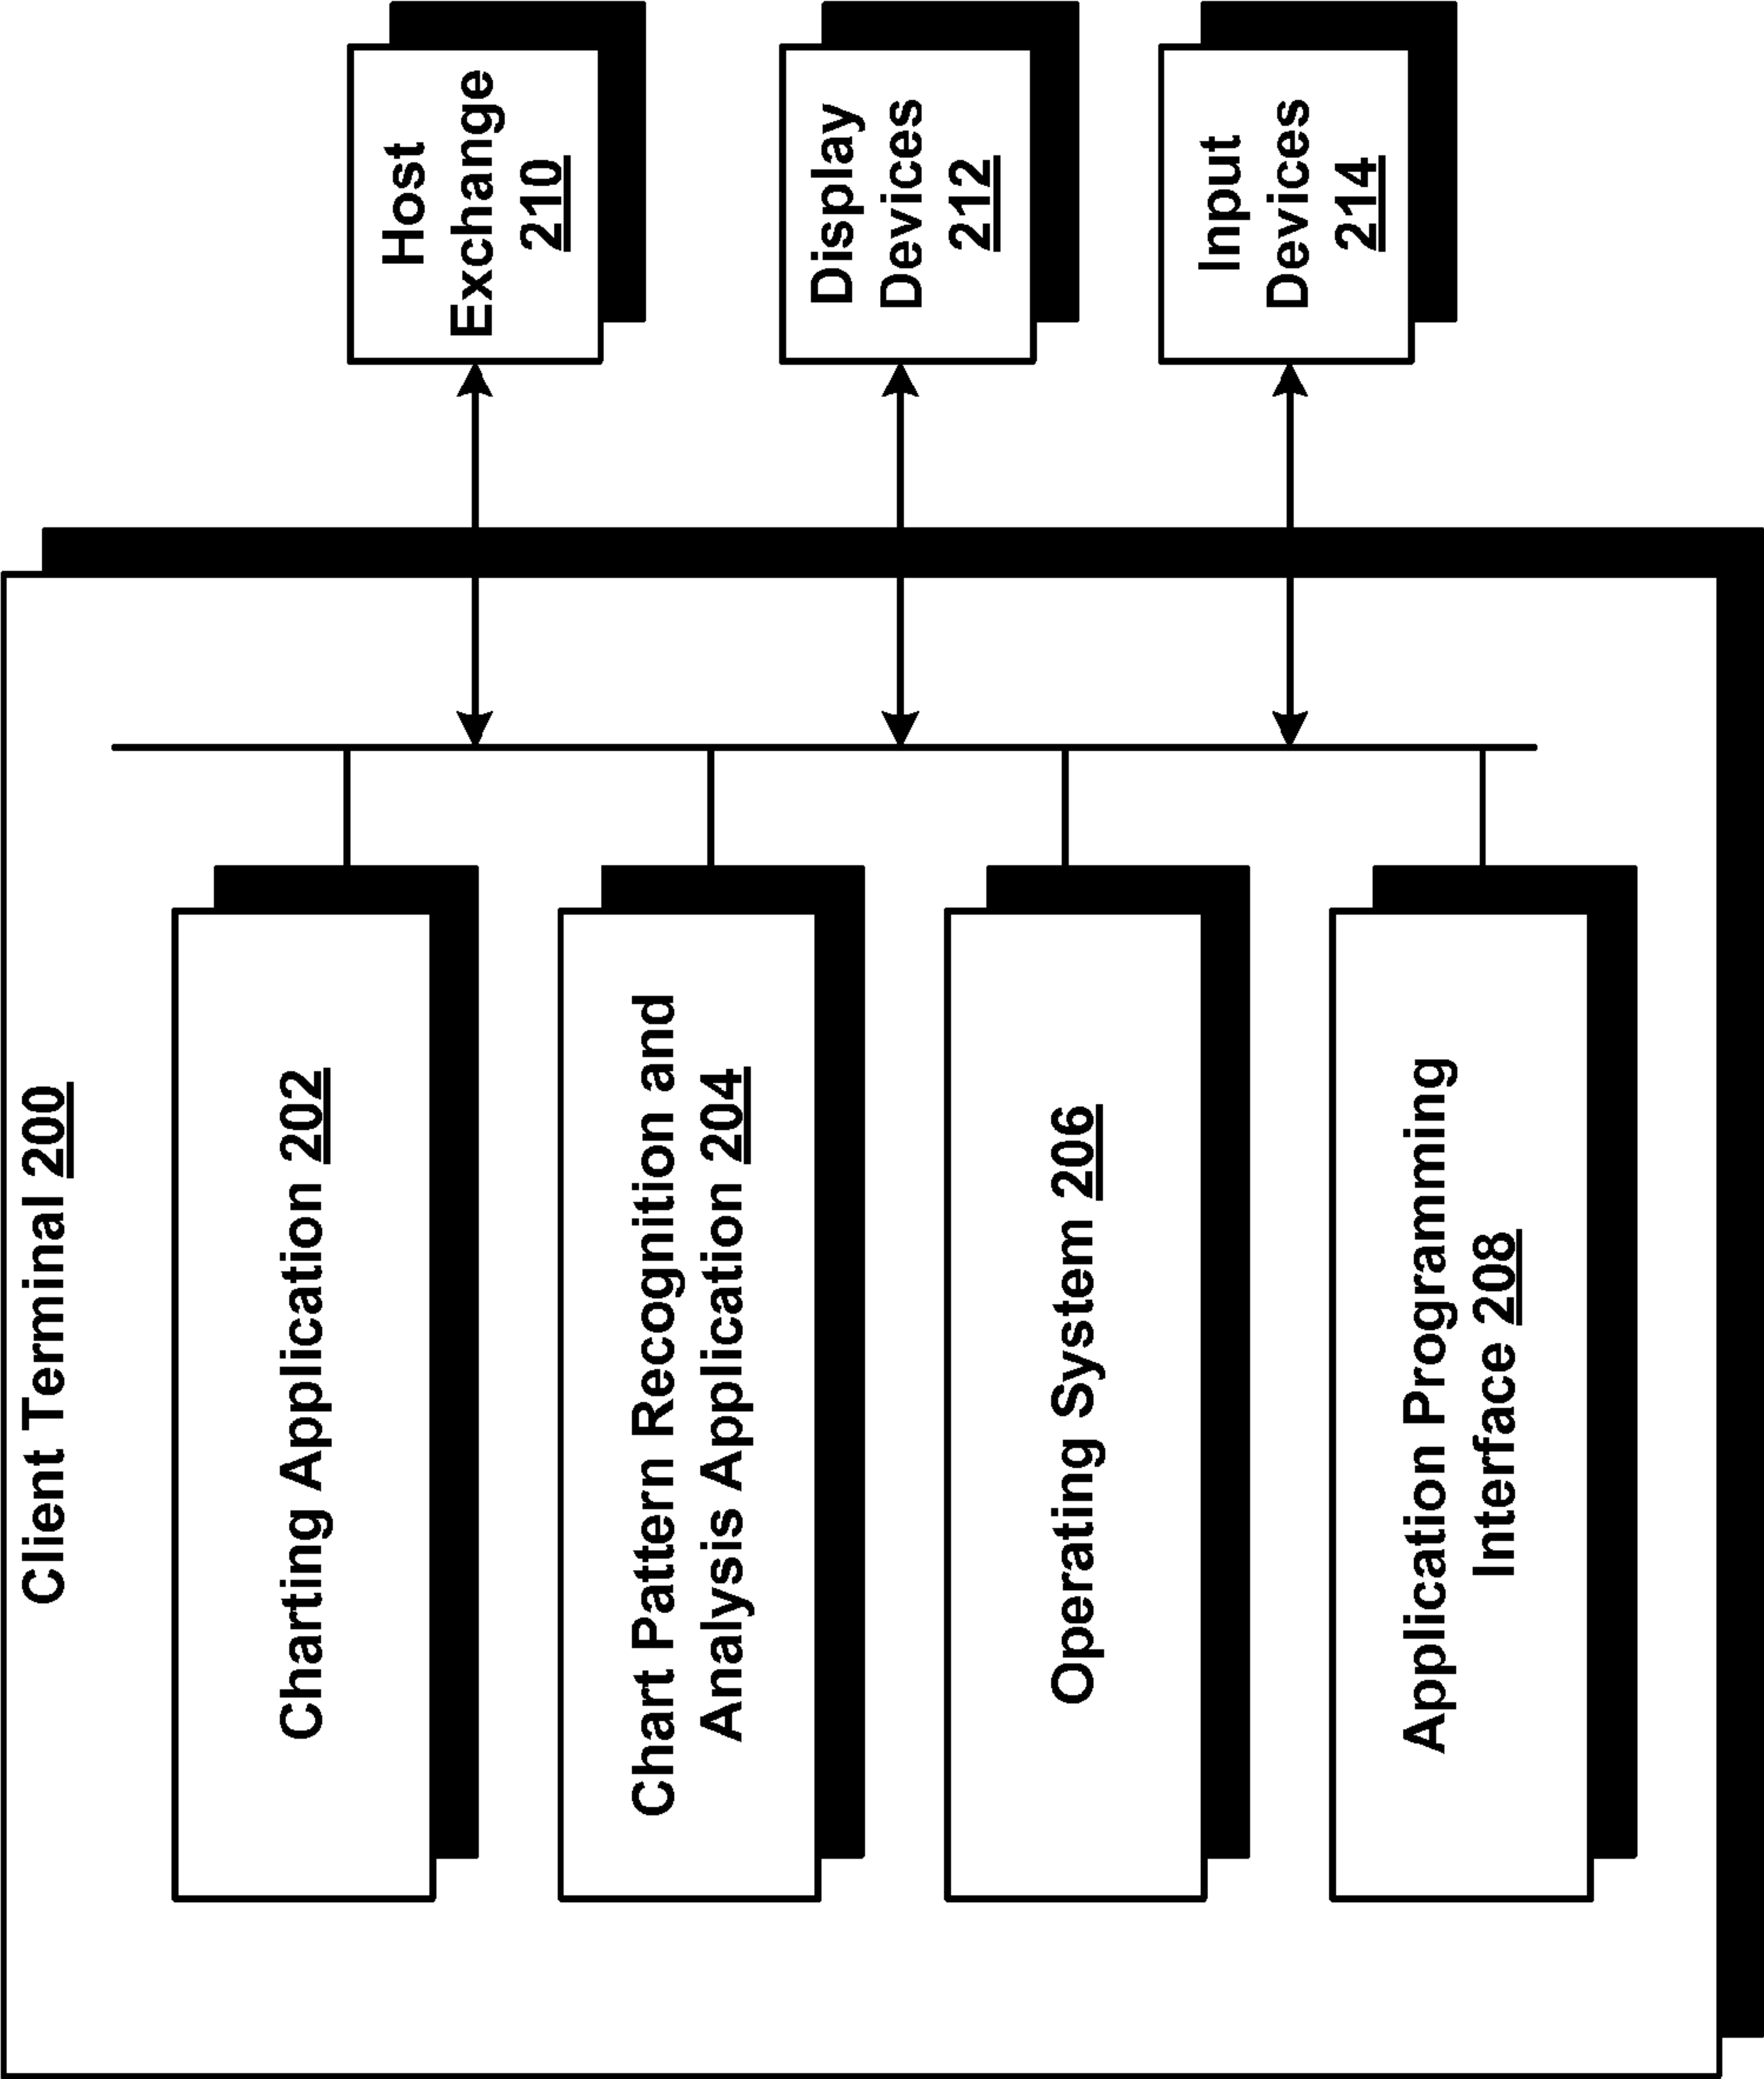 Client Terminal 200
Charting Application 202
Chart Pattern Recognition and
Analysis Application 204
Operating System 206
Application Programming
Interface 208
Host
Exchange
210
Display
Devices
212
Input
Devices
214